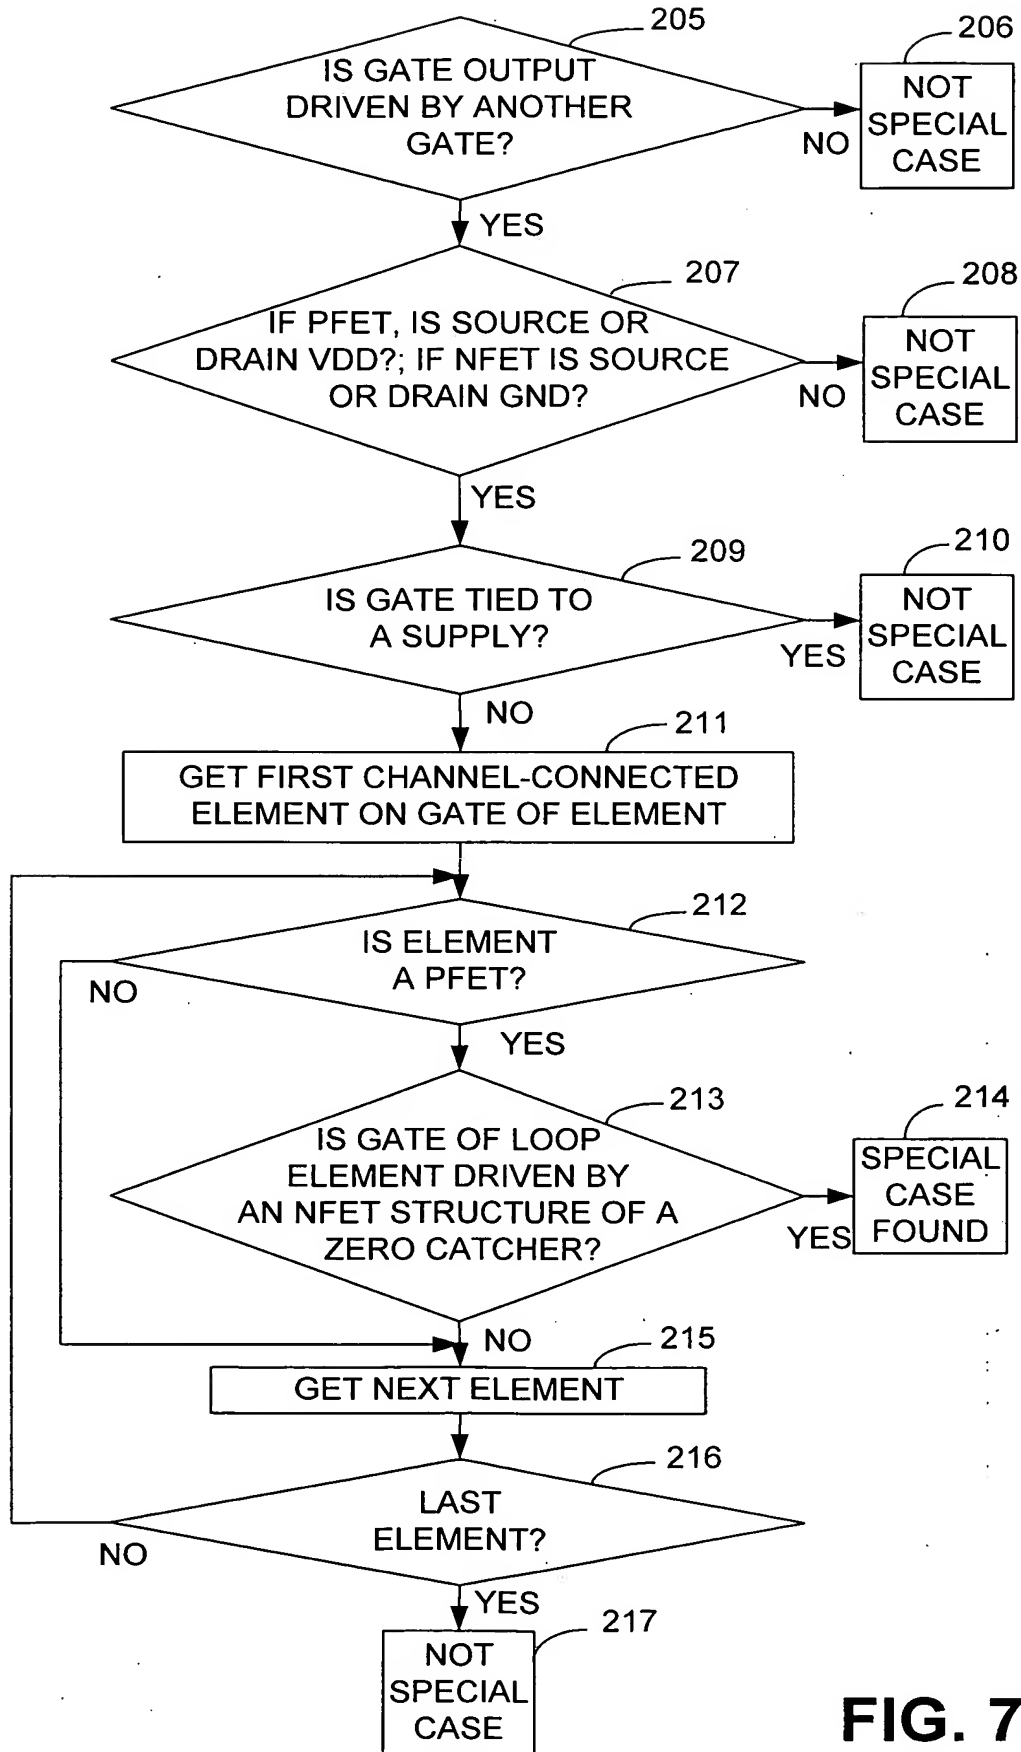 205
IS GATE OUTPUT
DRIVEN BY ANOTHER
GATE?
NO
206
NOT
SPECIAL
CASE
YES
207
IF PFET, IS SOURCE OR
DRAIN VDD?; IF NFET IS SOURCE
OR DRAIN GND?
NO
208
NOT
SPECIAL
CASE
YES
209
IS GATE TIED TO
A SUPPLY?
YES
210
NOT
SPECIAL
CASE
NO
211
GET FIRST CHANNEL-CONNECTED
ELEMENT ON GATE OF ELEMENT
212
IS ELEMENT
A PFET?
NO
YES
213
IS GATE OF LOOP
ELEMENT DRIVEN BY
AN NFET STRUCTURE OF A
ZERO CATCHER?
YES
214
SPECIAL
CASE
FOUND
NO
215
GET NEXT ELEMENT
216
LAST
ELEMENT?
NO
YES
217
NOT
SPECIAL
CASE
FIG. 7